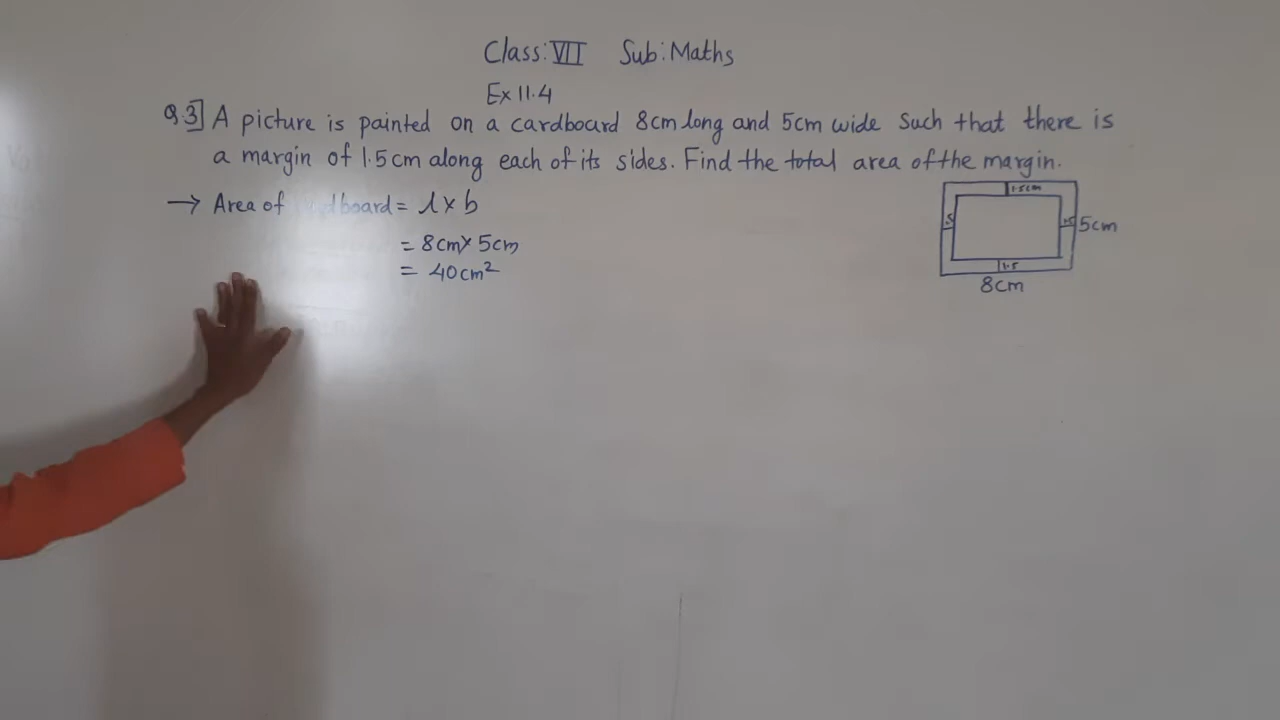 Class: VII Sub: Maths
Ex 11.4
Q.3] A picture is painted on a cardboard 8cm long and 5cm wide such that there is
a margin of 1.5cm along each of its sides. Find the total area of the margin.
→ Area of cardboard = l × b
= 8cm × 5cm
= 40cm²
1.5cm
1.5
5cm
1.5
8cm